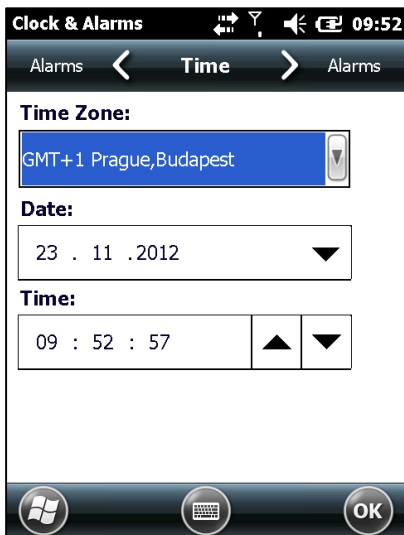 Clock & Alarms 09:52
Alarms Time Alarms
Time Zone:
GMT+1 Prague,Budapest
Date:
23 . 11 .2012
Time:
09 : 52 : 57
OK